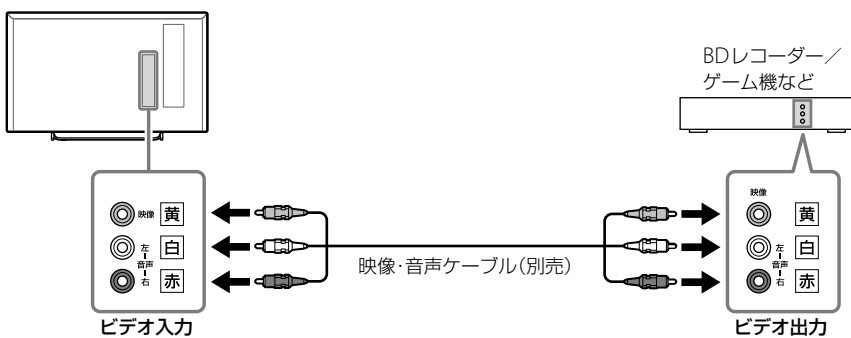 BDレコーダー／
ゲーム機など
映像 黄
左 白
音声
右 赤
ビデオ入力
映像・音声ケーブル（別売）
映像
黄
左 白
音声
右 赤
ビデオ出力